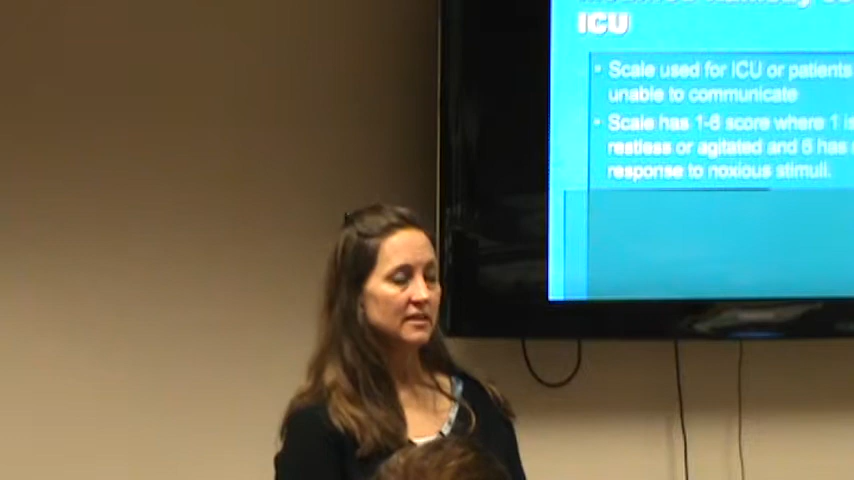 ICU
• Scale used for ICU or patients
unable to communicate
• Scale has 1-6 score where 1 is
restless or agitated and 6 has
response to noxious stimuli.